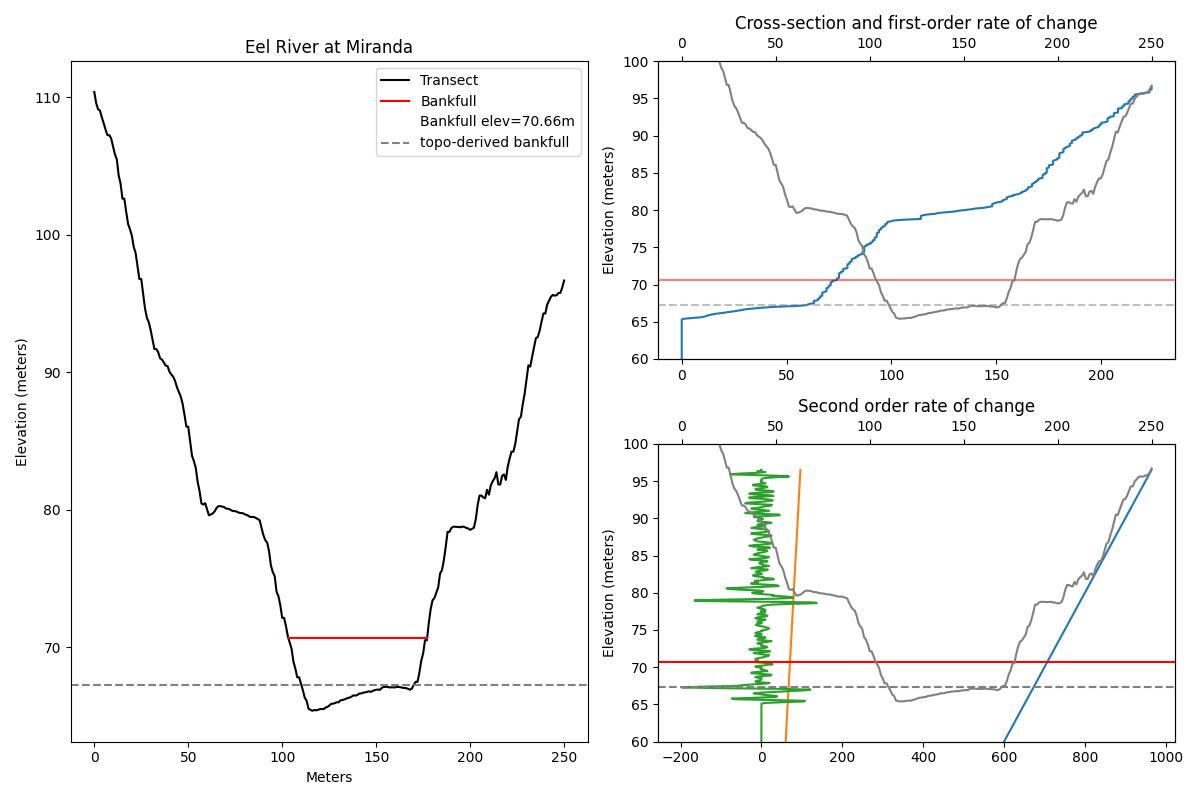 Eel River at Miranda
Transect
Bankfull
Bankfull elev=70.66m
topo-derived bankfull
110
100
90
80
70
Elevation (meters)
0 50 100 150 200 250
Meters
Cross-section and first-order rate of change
0 50 100 150 200 250
100
95
90
85
80
75
70
65
60
Elevation (meters)
0 50 100 150 200
Second order rate of change
0 50 100 150 200 250
100
95
90
85
80
75
70
65
60
Elevation (meters)
−200 0 200 400 600 800 1000